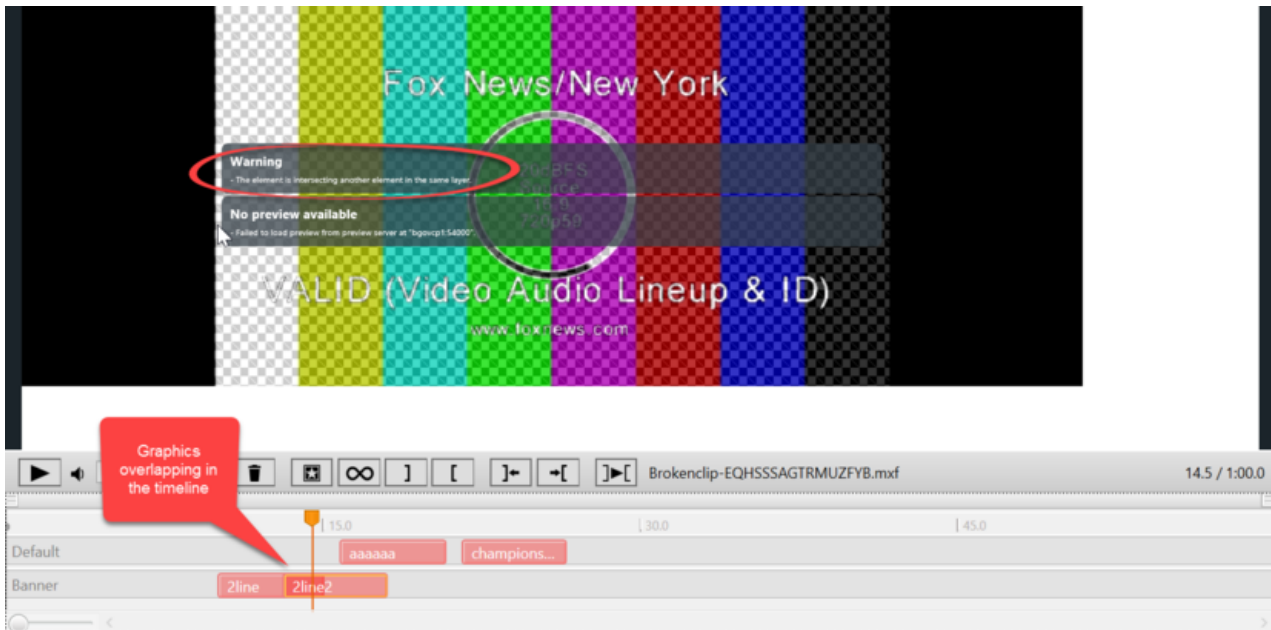 Fox News/New York
Warning
- The element is intersecting another element in the same layer.
No preview available
- Failed to load preview from preview server at "bgovcp1:54000".
VALID (Video Audio Lineup & ID)
www.foxnews.com
Graphics
overlapping in
the timeline
Brokenclip-EQHSSSAGTRMUZFYB.mxf
14.5 / 1:00.0
15.0
30.0
45.0
Default
aaaaaa
champions...
Banner
2line
2line2